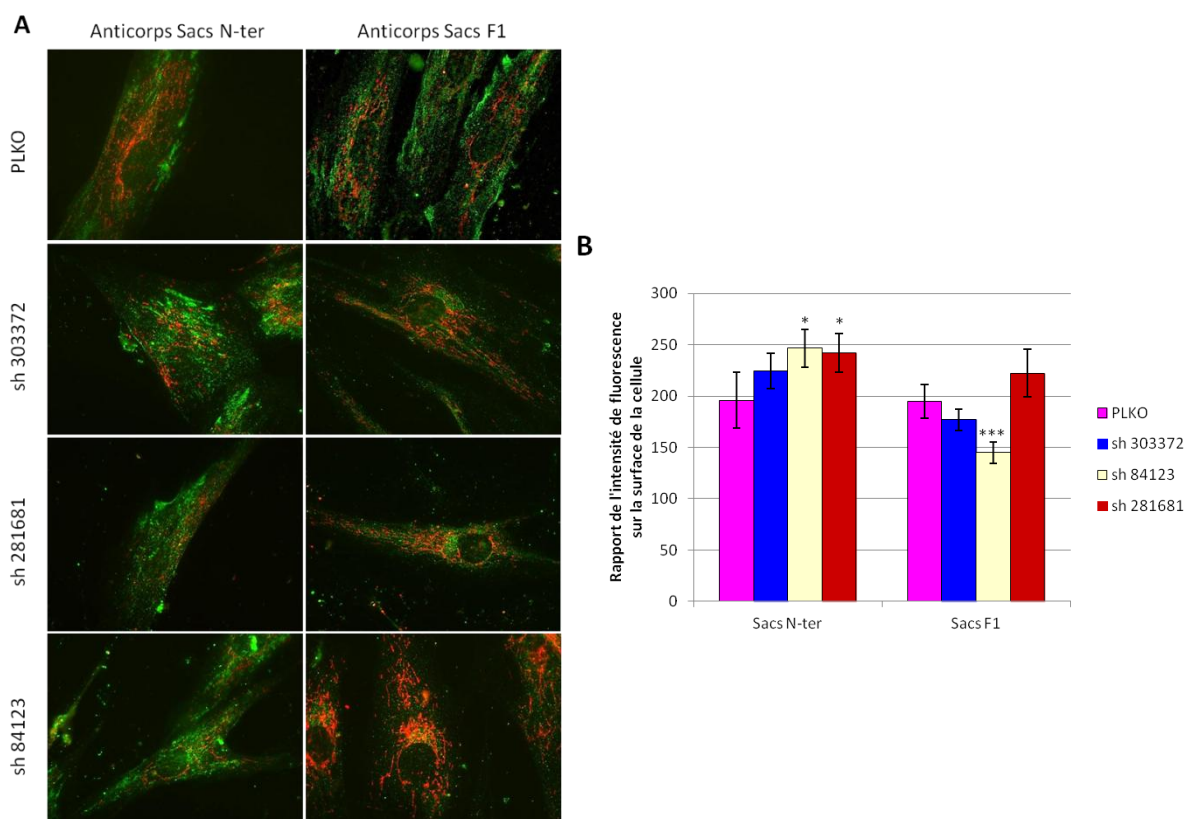 A
Anticorps Sacs N-ter
Anticorps Sacs F1
PLKO
sh 303372
sh 281681
sh 84123
B
Rapport de l'intensité de fluorescence
sur la surface de la cellule
300
250
200
150
100
50
0
*
*
***
Sacs N-ter
Sacs F1
PLKO
sh 303372
sh 84123
sh 281681